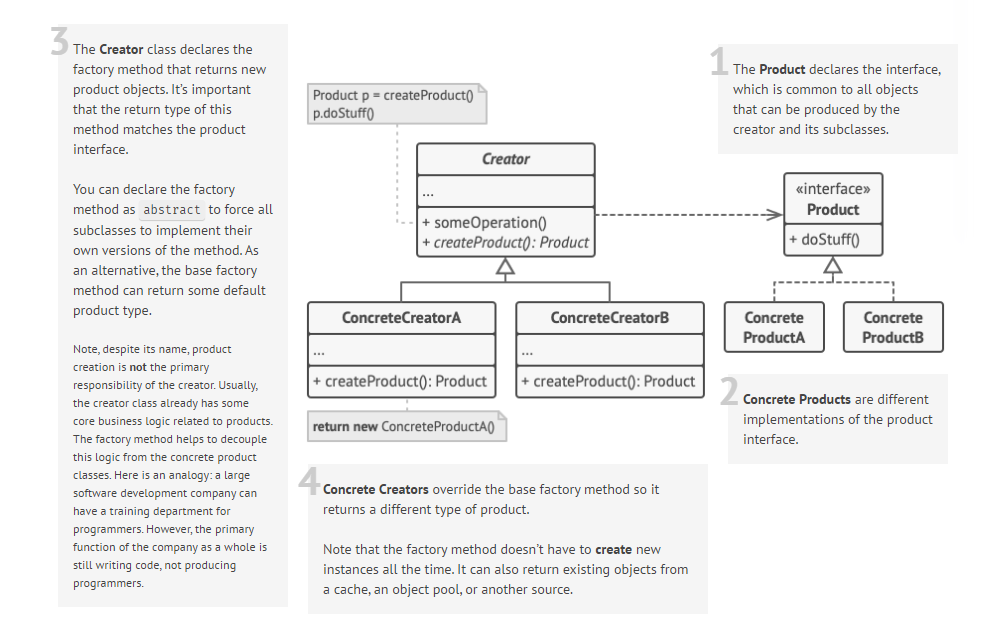 3
The Creator class declares the
factory method that returns new
product objects. It’s important
that the return type of this
method matches the product
interface.
You can declare the factory
method as abstract to force all
subclasses to implement their
own versions of the method. As
an alternative, the base factory
method can return some default
product type.
Note, despite its name, product
creation is not the primary
responsibility of the creator. Usually,
the creator class already has some
core business logic related to products.
The factory method helps to decouple
this logic from the concrete product
classes. Here is an analogy: a large
software development company can
have a training department for
programmers. However, the primary
function of the company as a whole is
still writing code, not producing
programmers.
Product p = createProduct()
p.doStuff()
Creator
...
+ someOperation()
+ createProduct(): Product
ConcreteCreatorA
...
+ createProduct(): Product
ConcreteCreatorB
...
+ createProduct(): Product
return new ConcreteProductA()
1
The Product declares the interface,
which is common to all objects
that can be produced by the
creator and its subclasses.
«interface»
Product
+ doStuff()
Concrete
ProductA
Concrete
ProductB
2
Concrete Products are different
implementations of the product
interface.
4
Concrete Creators override the base factory method so it
returns a different type of product.
Note that the factory method doesn’t have to create new
instances all the time. It can also return existing objects from
a cache, an object pool, or another source.